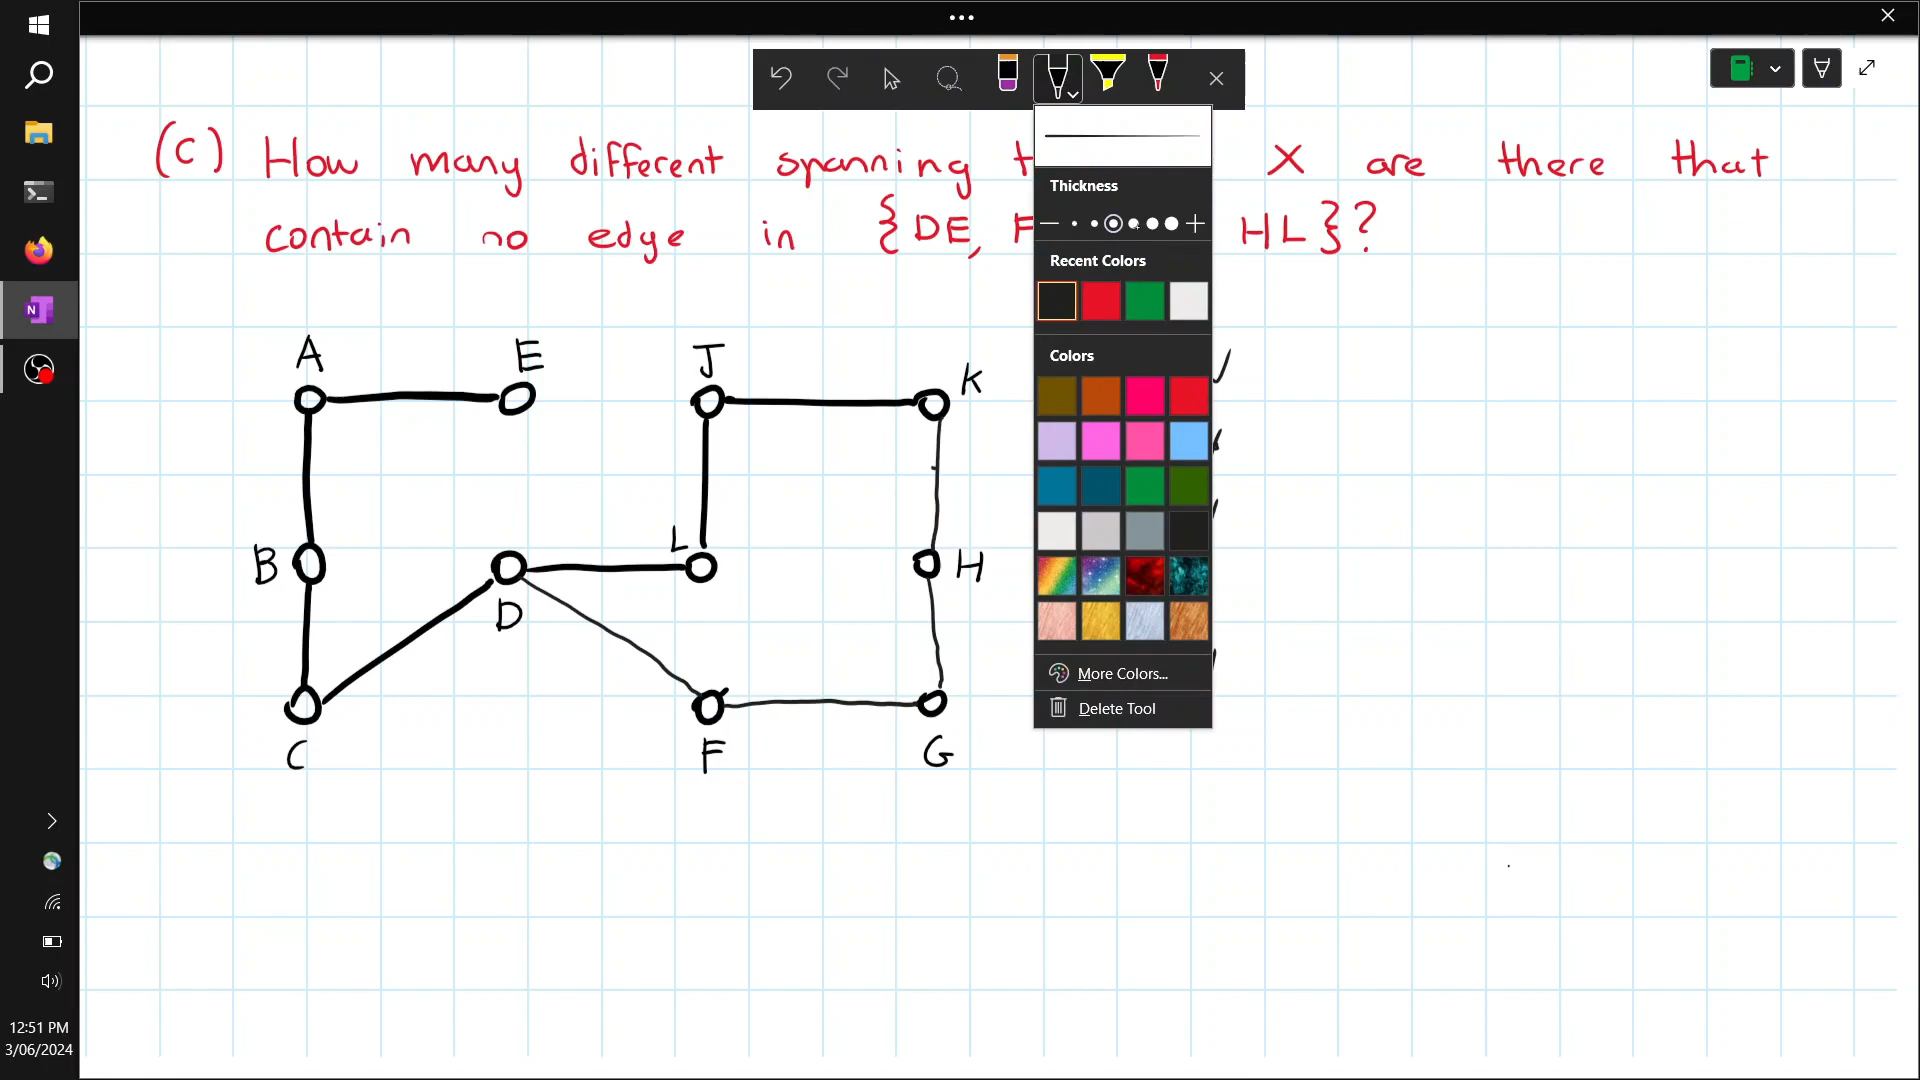 (C) How many different spanning t X are there that
contain no edge in {DE, F HL}?
Thickness
Recent Colors
Colors
More Colors...
Delete Tool
A
E
J
K
B
D
L
H
C
F
G
12:51 PM
3/06/2024